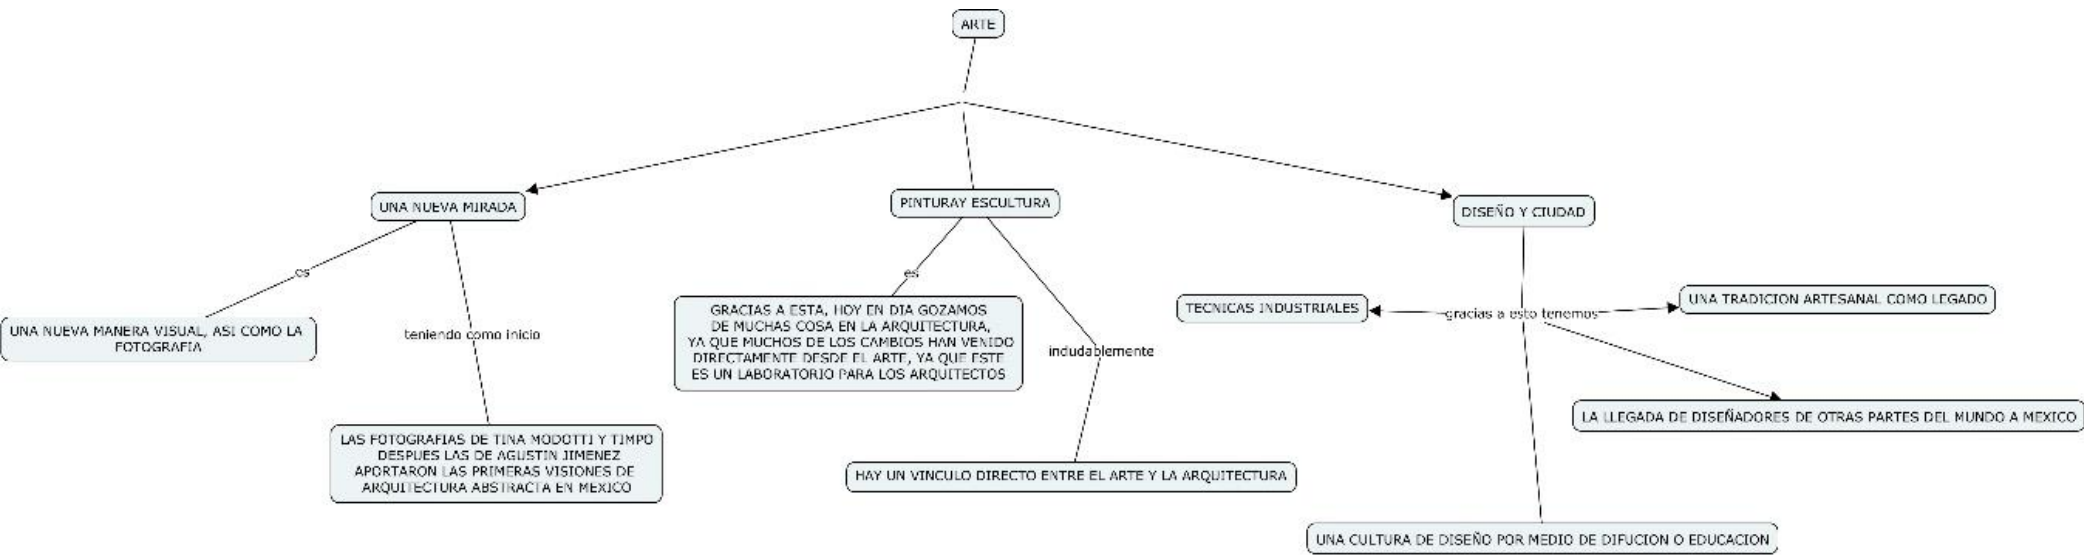 ARTE
UNA NUEVA MIRADA
PINTURAY ESCULTURA
DISEÑO Y CIUDAD
es
es
UNA NUEVA MANERA VISUAL, ASI COMO LA
FOTOGRAFIA
teniendo como inicio
GRACIAS A ESTA, HOY EN DIA GOZAMOS
DE MUCHAS COSA EN LA ARQUITECTURA,
YA QUE MUCHOS DE LOS CAMBIOS HAN VENIDO
DIRECTAMENTE DESDE EL ARTE, YA QUE ESTE
ES UN LABORATORIO PARA LOS ARQUITECTOS
indudablemente
TECNICAS INDUSTRIALES
gracias a esto tenemos
UNA TRADICION ARTESANAL COMO LEGADO
LAS FOTOGRAFIAS DE TINA MODOTTI Y TIMPO
DESPUES LAS DE AGUSTIN JIMENEZ
APORTARON LAS PRIMERAS VISIONES DE
ARQUITECTURA ABSTRACTA EN MEXICO
HAY UN VINCULO DIRECTO ENTRE EL ARTE Y LA ARQUITECTURA
LA LLEGADA DE DISEÑADORES DE OTRAS PARTES DEL MUNDO A MEXICO
UNA CULTURA DE DISEÑO POR MEDIO DE DIFUCION O EDUCACION